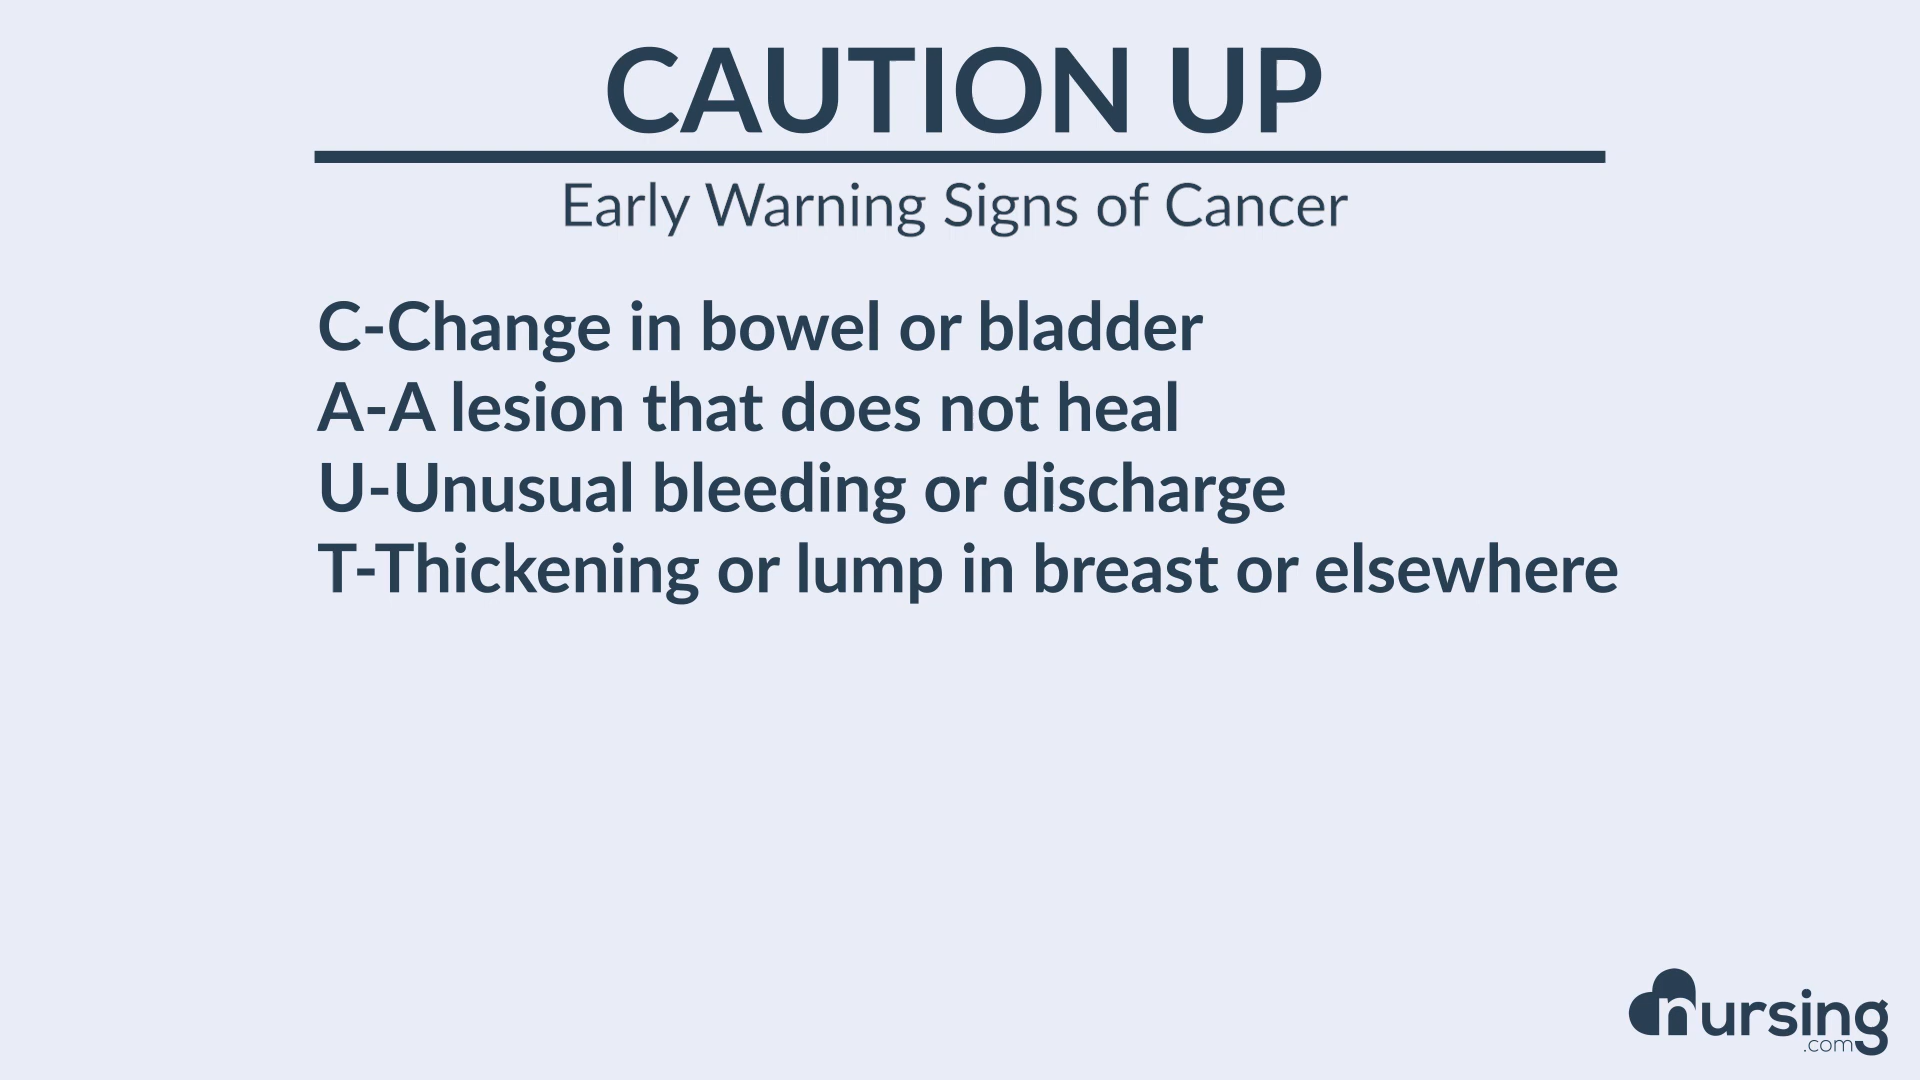 CAUTION UP
Early Warning Signs of Cancer
C-Change in bowel or bladder
A-A lesion that does not heal
U-Unusual bleeding or discharge
T-Thickening or lump in breast or elsewhere
nursing
.com